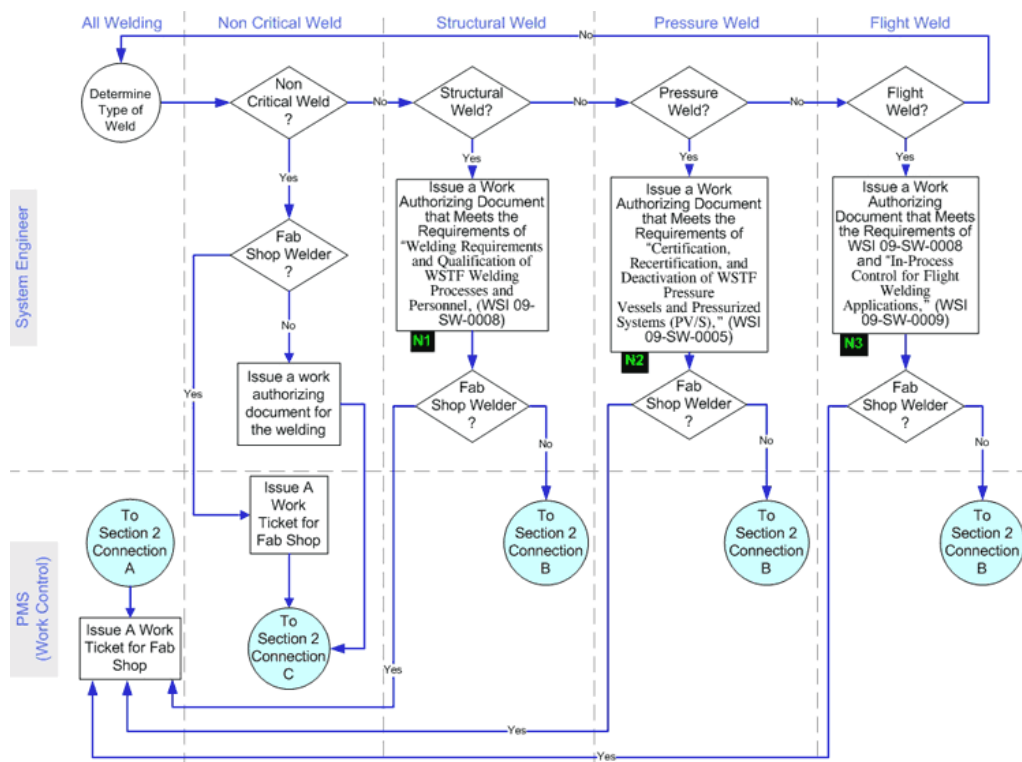 All Welding
Non Critical Weld
Structural Weld
Pressure Weld
Flight Weld
No
Determine
Type of
Weld
Non
Critical Weld
?
No
Structural
Weld?
No
Pressure
Weld?
No
Flight
Weld?
Yes
Yes
Yes
Yes
System Engineer
Issue a Work
Authorizing Document
that Meets the
Requirements of
"Welding Requirements
and Qualification of
WSTF Welding
Processes and
Personnel, (WSI 09-
SW-0008)
N1
Issue a Work
Authorizing Document
that Meets the
Requirements of
"Certification,
Recertification, and
Deactivation of WSTF
Pressure
Vessels and Pressurized
Systems (PV/S)," (WSI
09-SW-0005)
N2
Issue a Work
Authorizing
Document that Meets
the Requirements of
WSI 09-SW-0008
and "In-Process
Control for Flight
Welding
Applications," (WSI
09-SW-0009)
N3
Fab
Shop Welder
?
No
Yes
Issue a work
authorizing
document for
the welding
Fab
Shop Welder
?
No
Fab
Shop Welder
?
No
Fab
Shop Welder
?
No
PMS
(Work Control)
To
Section 2
Connection
A
Issue A Work
Ticket for Fab
Shop
Issue A
Work
Ticket for
Fab Shop
To
Section 2
Connection
C
To
Section 2
Connection
B
To
Section 2
Connection
B
To
Section 2
Connection
B
Yes
Yes
Yes